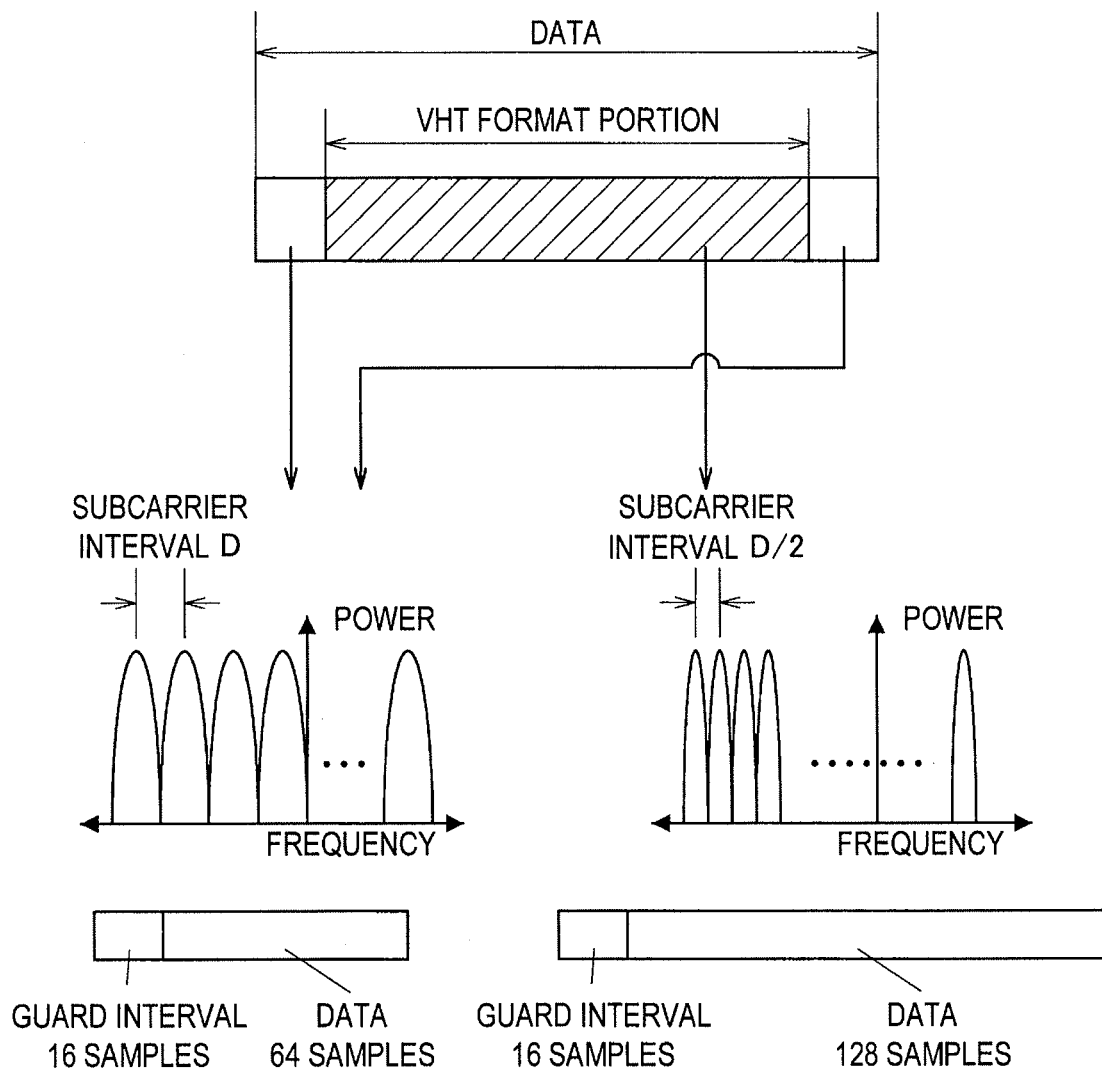 DATA
VHT FORMAT PORTION
SUBCARRIER
INTERVAL D
SUBCARRIER
INTERVAL D/2
POWER
POWER
FREQUENCY
FREQUENCY
GUARD INTERVAL
16 SAMPLES
DATA
64 SAMPLES
GUARD INTERVAL
16 SAMPLES
DATA
128 SAMPLES